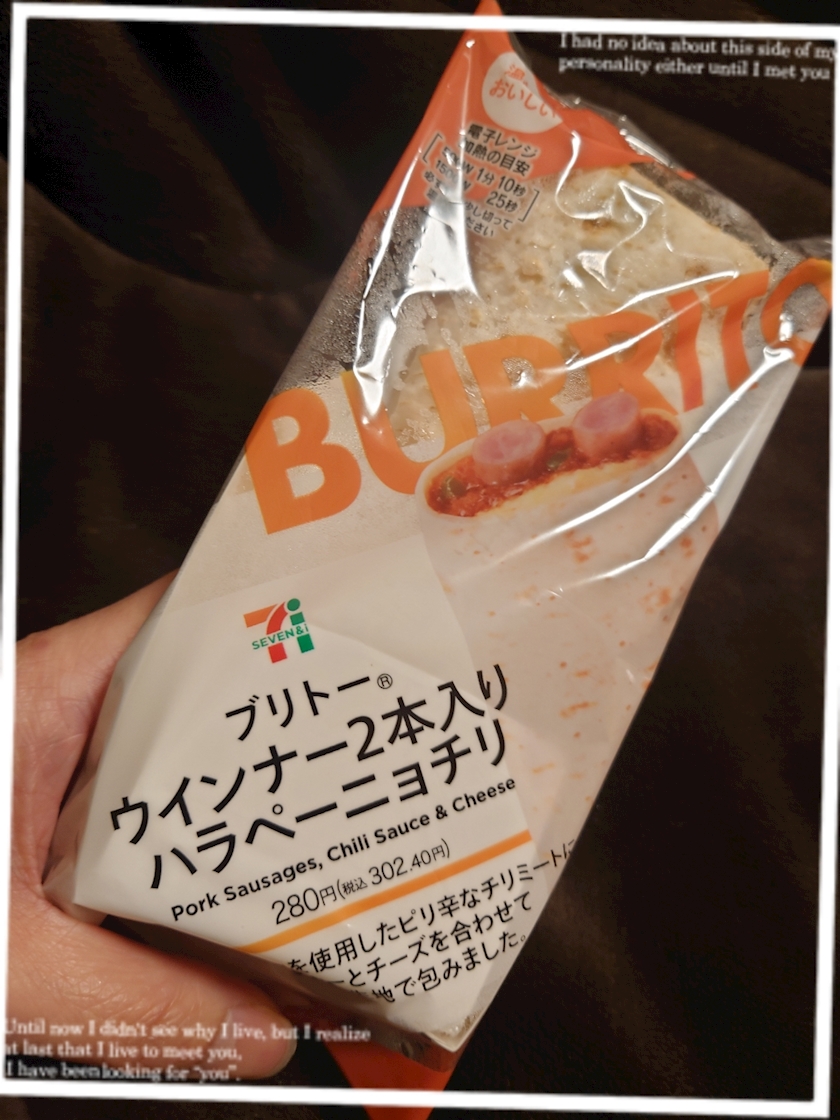 I had no idea about this side of my
personality either until I met you
おいしい
電子レンジ
加熱の目安
1分10秒
25秒
BURRITO
7i
SEVEN&i
ブリトー®
ウインナー2本入り
ハラペーニョチリ
Pork Sausages, Chili Sauce & Cheese
280円(税込302.40円)
を使用したピリ辛なチリミートに
ーとチーズを合わせて
地で包みました。
Until now I didn't see why I live, but I realize
at last that I live to meet you,
I have been looking for "you".